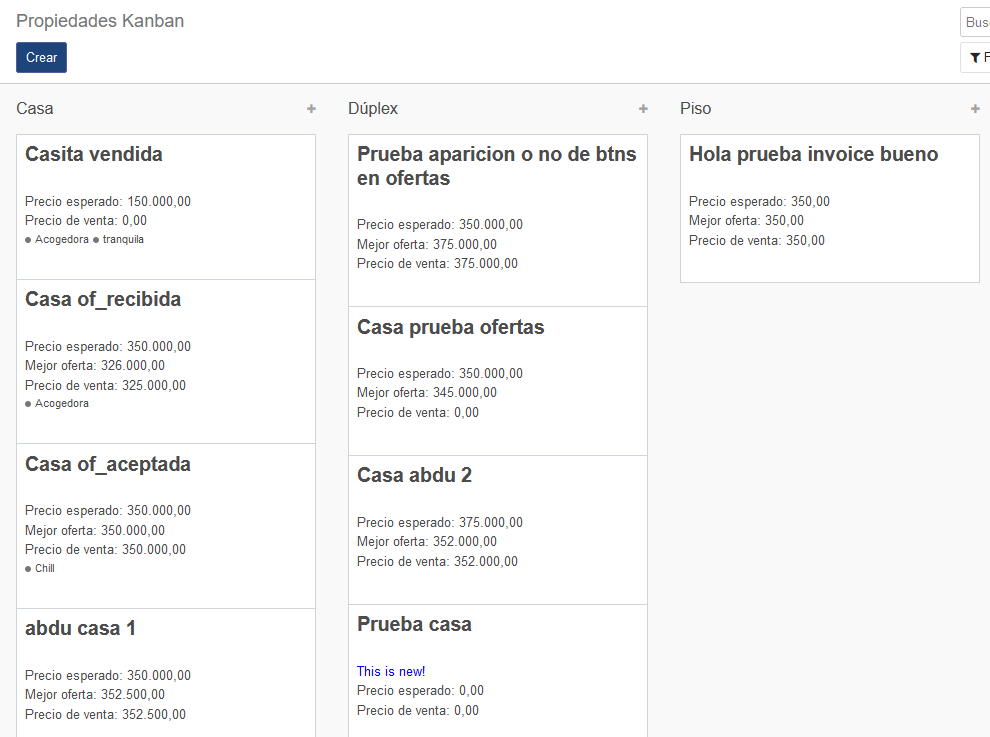 Propiedades Kanban
Crear
Casa
Casita vendida
Precio esperado: 150.000,00
Precio de venta: 0,00
Acogedora tranquila
Casa of_recibida
Precio esperado: 350.000,00
Mejor oferta: 326.000,00
Precio de venta: 325.000,00
Acogedora
Casa of_aceptada
Precio esperado: 350.000,00
Mejor oferta: 350.000,00
Precio de venta: 350.000,00
Chill
abdu casa 1
Precio esperado: 350.000,00
Mejor oferta: 352.500,00
Precio de venta: 352.500,00
Dúplex
Prueba aparicion o no de btns
en ofertas
Precio esperado: 350.000,00
Mejor oferta: 375.000,00
Precio de venta: 375.000,00
Casa prueba ofertas
Precio esperado: 350.000,00
Mejor oferta: 345.000,00
Precio de venta: 0,00
Casa abdu 2
Precio esperado: 375.000,00
Mejor oferta: 352.000,00
Precio de venta: 352.000,00
Prueba casa
This is new!
Precio esperado: 0,00
Precio de venta: 0,00
Piso
Hola prueba invoice bueno
Precio esperado: 350,00
Mejor oferta: 350,00
Precio de venta: 350,00